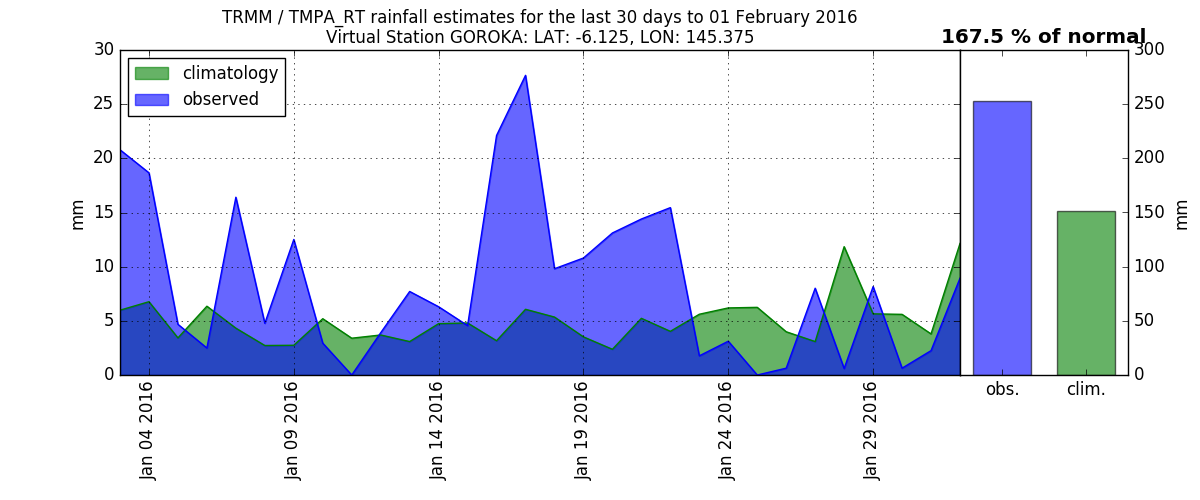 TRMM / TMPA_RT rainfall estimates for the last 30 days to 01 February 2016
Virtual Station GOROKA: LAT: -6.125, LON: 145.375
167.5 % of normal
climatology
observed
30
25
20
15
10
5
0
mm
Jan 04 2016
Jan 09 2016
Jan 14 2016
Jan 19 2016
Jan 24 2016
Jan 29 2016
300
250
200
150
100
50
0
mm
obs.
clim.